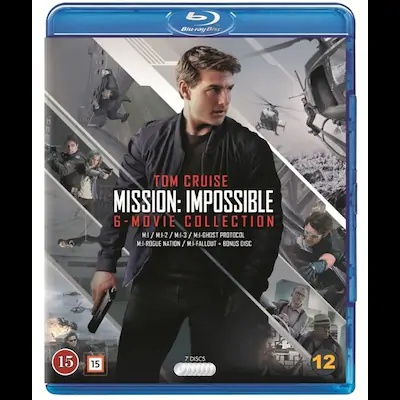 Blu-ray Disc
TOM CRUISE
MISSION: IMPOSSIBLE
6-MOVIE COLLECTION
M:I / M:I-2 / M:I-3 / M:I-GHOST PROTOCOL
M:I-ROGUE NATION / M:I-FALLOUT + BONUS DISC
7 DISCS
15
15
12